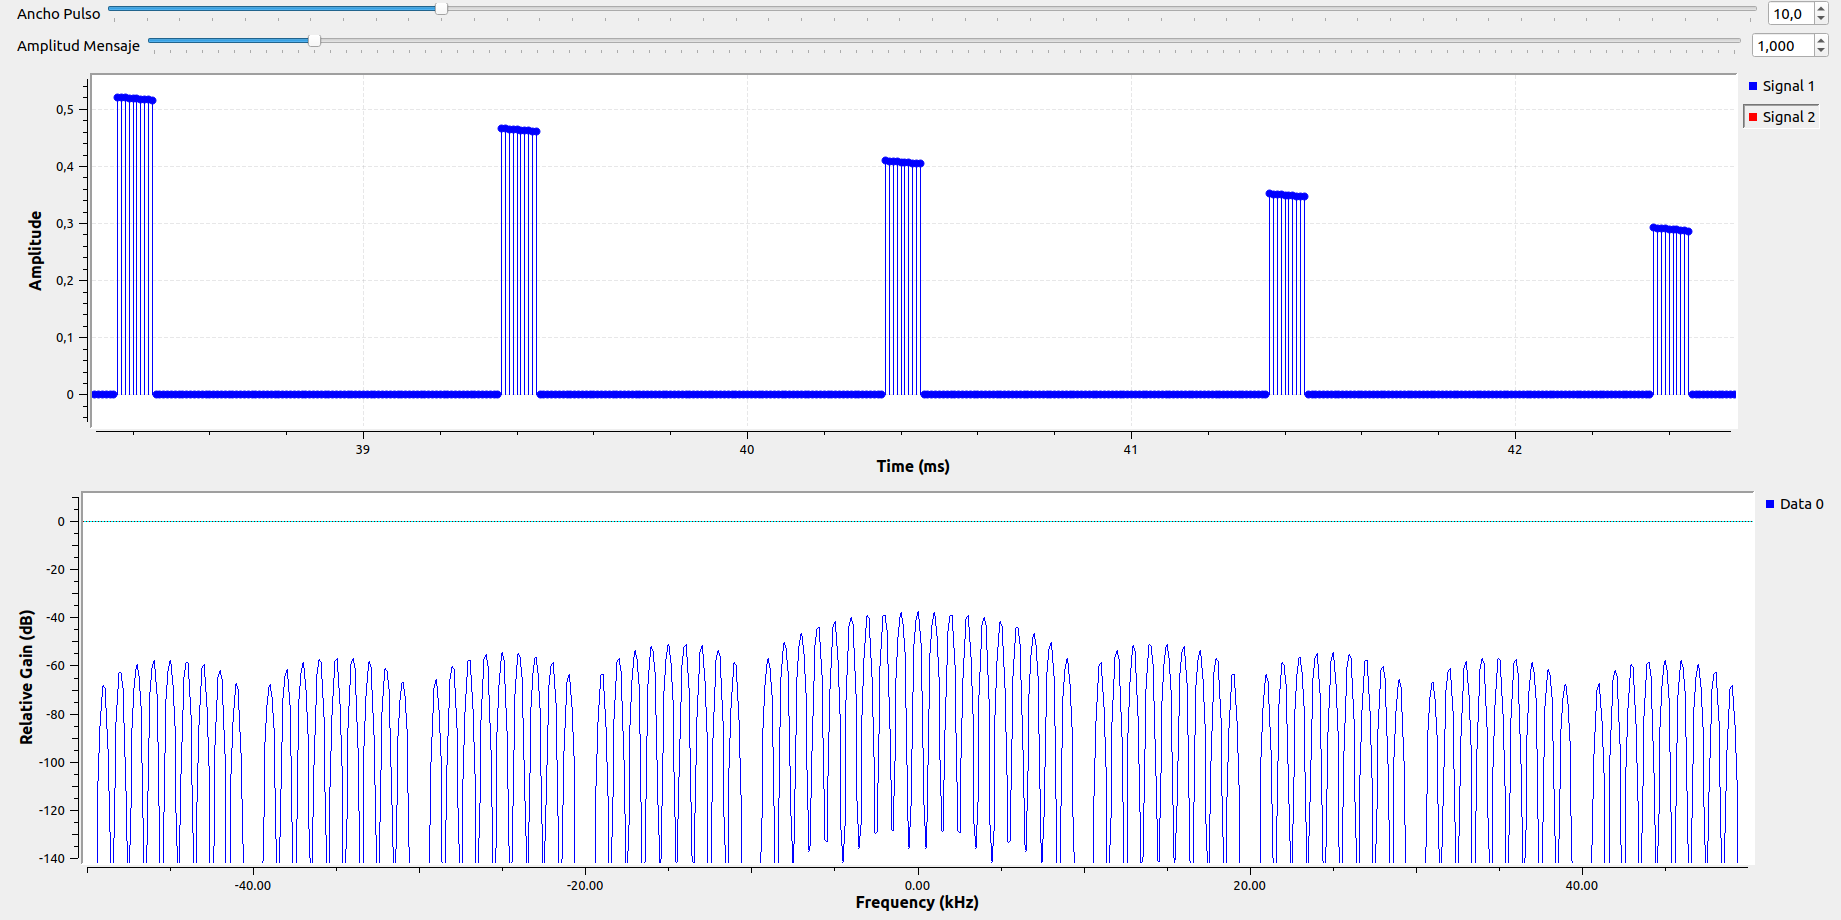 Ancho Pulso 10,0
Amplitud Mensaje 1,000
Signal 1
Signal 2
Amplitude
0,5
0,4
0,3
0,2
0,1
0
39 40 41 42
Time (ms)
Data 0
Relative Gain (dB)
0
-20
-40
-60
-80
-100
-120
-140
-40.00 -20.00 0.00 20.00 40.00
Frequency (kHz)